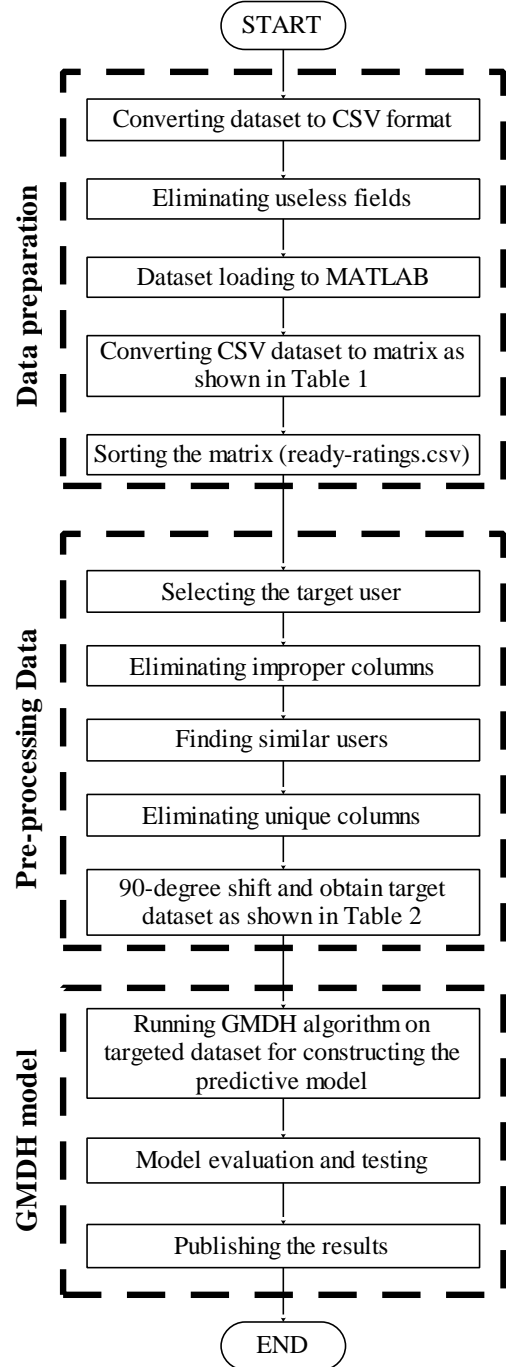 START
Data preparation
Converting dataset to CSV format
Eliminating useless fields
Dataset loading to MATLAB
Converting CSV dataset to matrix as
shown in Table 1
Sorting the matrix (ready-ratings.csv)
Pre-processing Data
Selecting the target user
Eliminating improper columns
Finding similar users
Eliminating unique columns
90-degree shift and obtain target
dataset as shown in Table 2
GMDH model
Running GMDH algorithm on
targeted dataset for constructing the
predictive model
Model evaluation and testing
Publishing the results
END